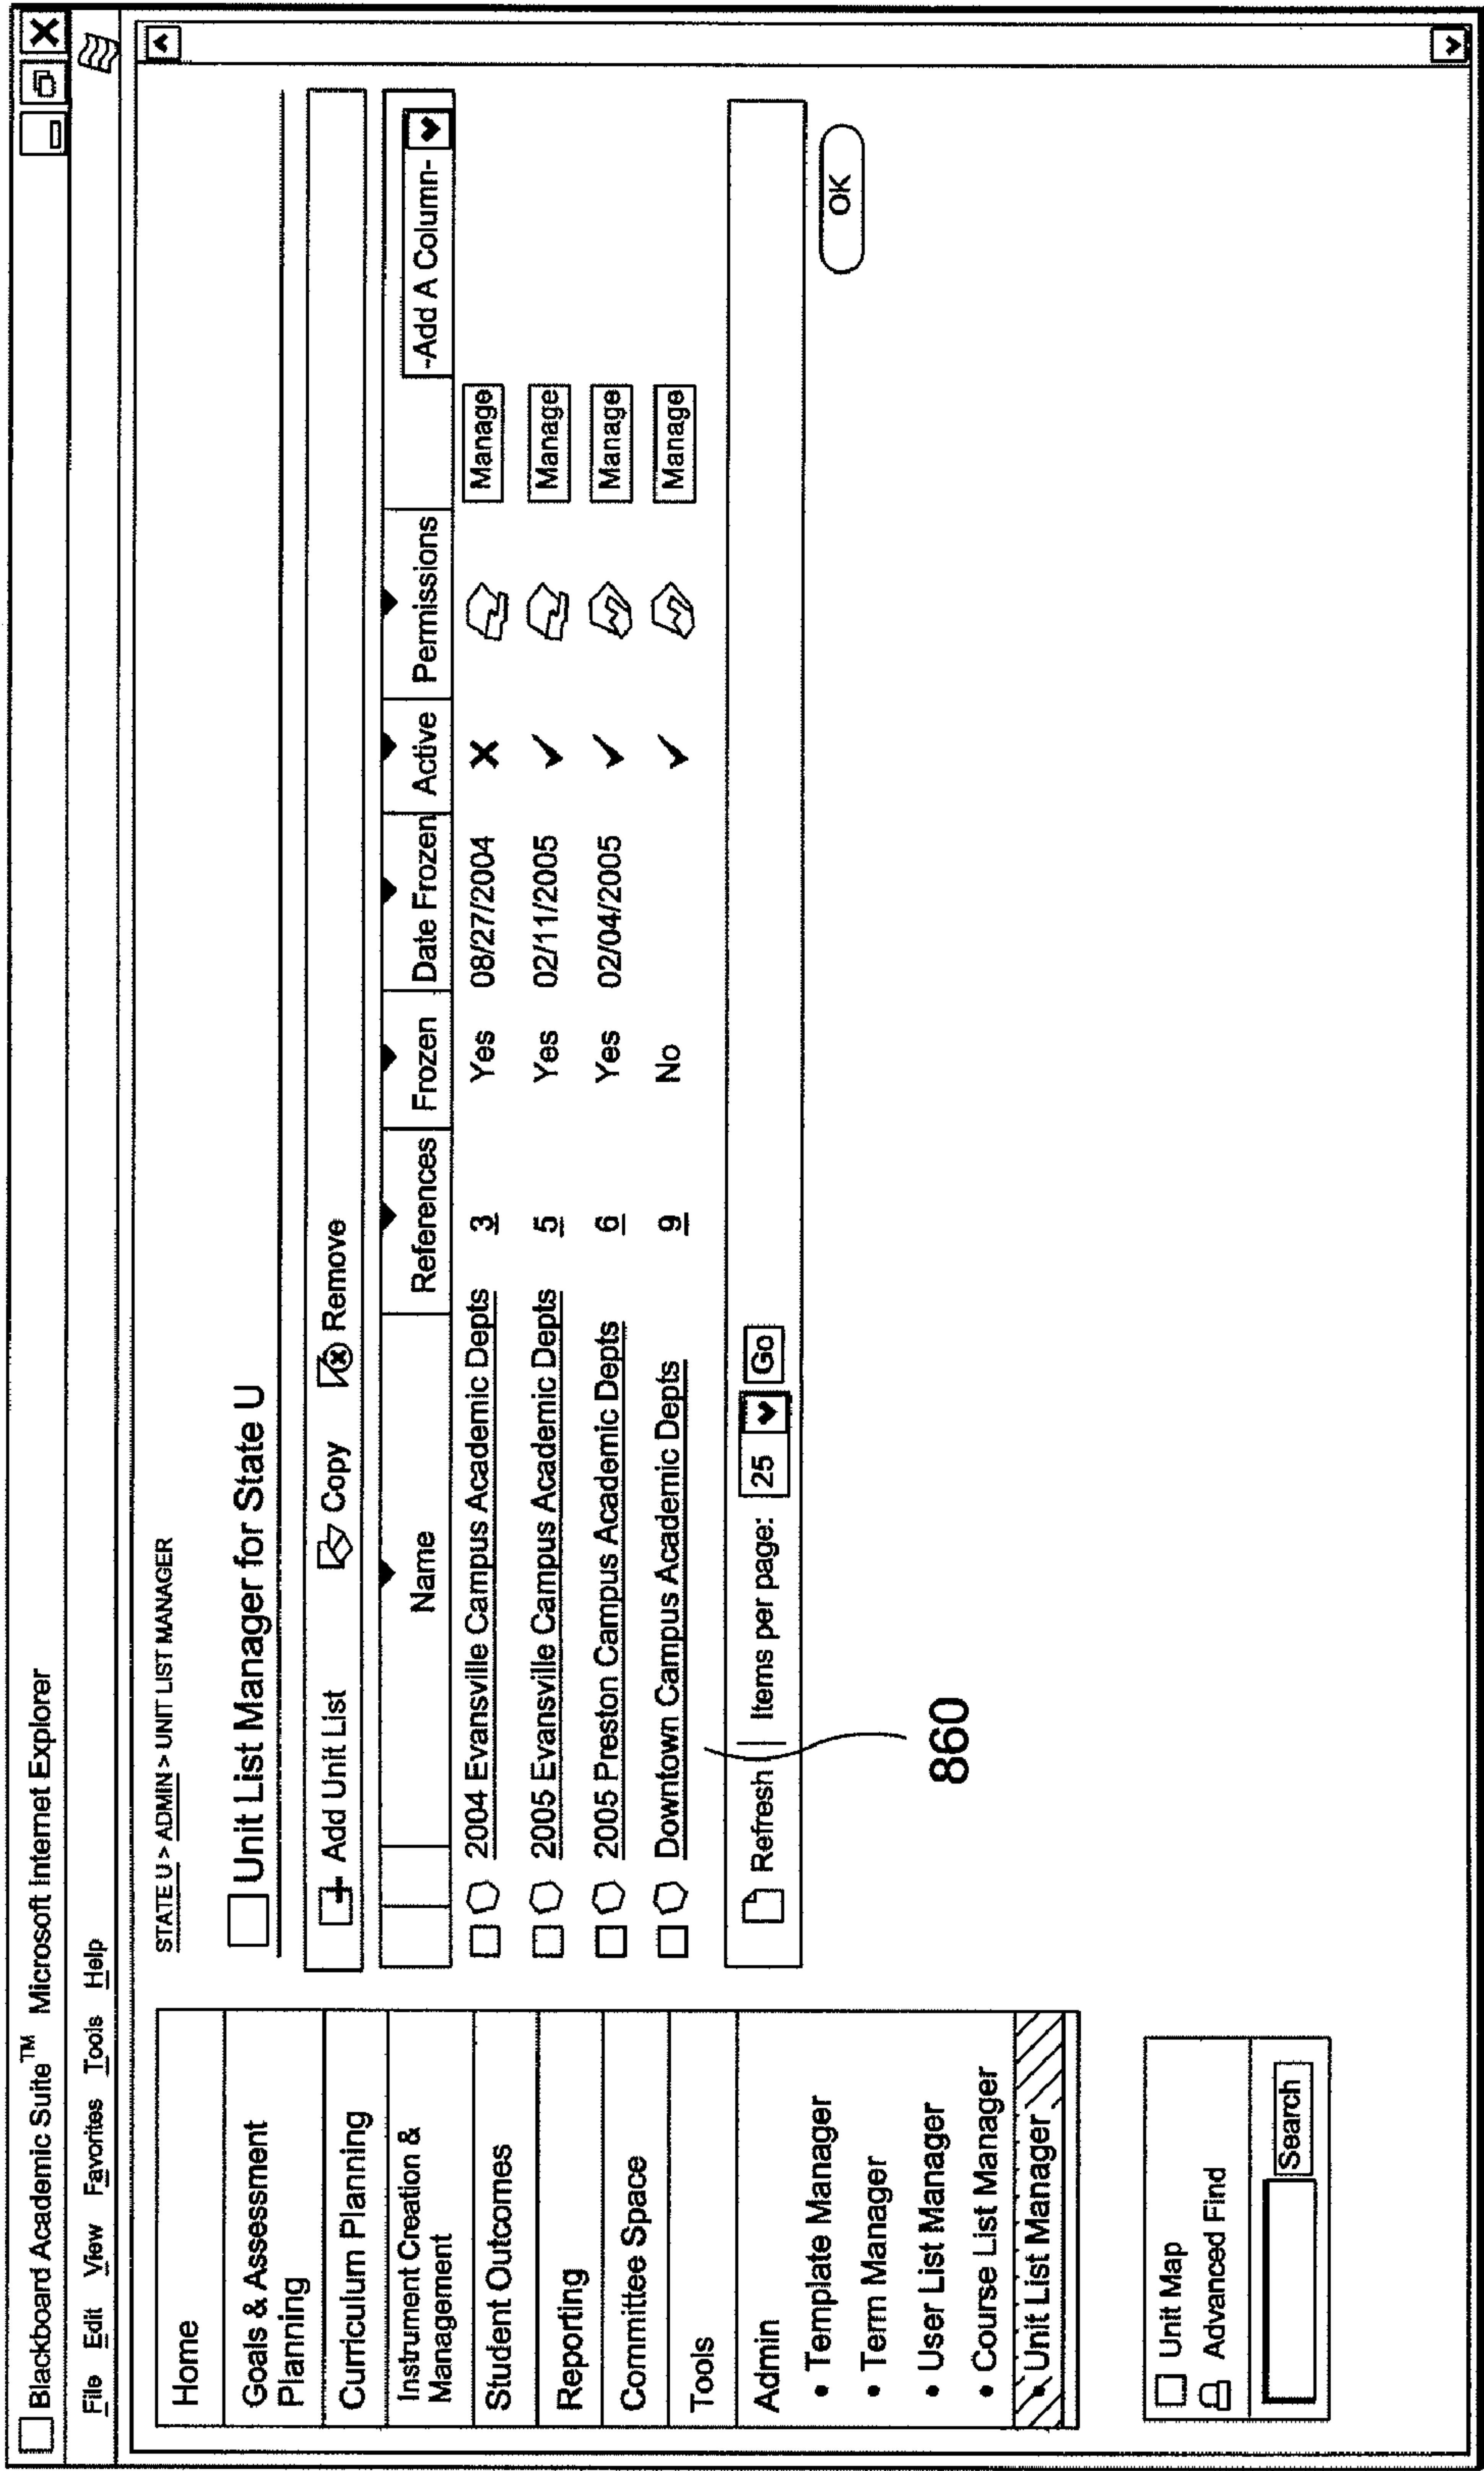 Blackboard Academic Suite™ Microsoft Internet Explorer
File Edit View Favorites Tools Help
Home
Goals & Assessment
Planning
Curriculum Planning
Instrument Creation &
Management
Student Outcomes
Reporting
Committee Space
Tools
Admin
• Template Manager
• Term Manager
• User List Manager
• Course List Manager
• Unit List Manager
Unit Map
Advanced Find
Search
STATE U > ADMIN > UNIT LIST MANAGER
Unit List Manager for State U
Add Unit List Copy Remove
Name References Frozen Date Frozen Active Permissions -Add A Column-
2004 Evansville Campus Academic Depts 3 Yes 08/27/2004 Manage
2005 Evansville Campus Academic Depts 5 Yes 02/11/2005 Manage
2005 Preston Campus Academic Depts 6 Yes 02/04/2005 Manage
Downtown Campus Academic Depts 9 No Manage
Refresh | Items per page: 25 Go
OK
860